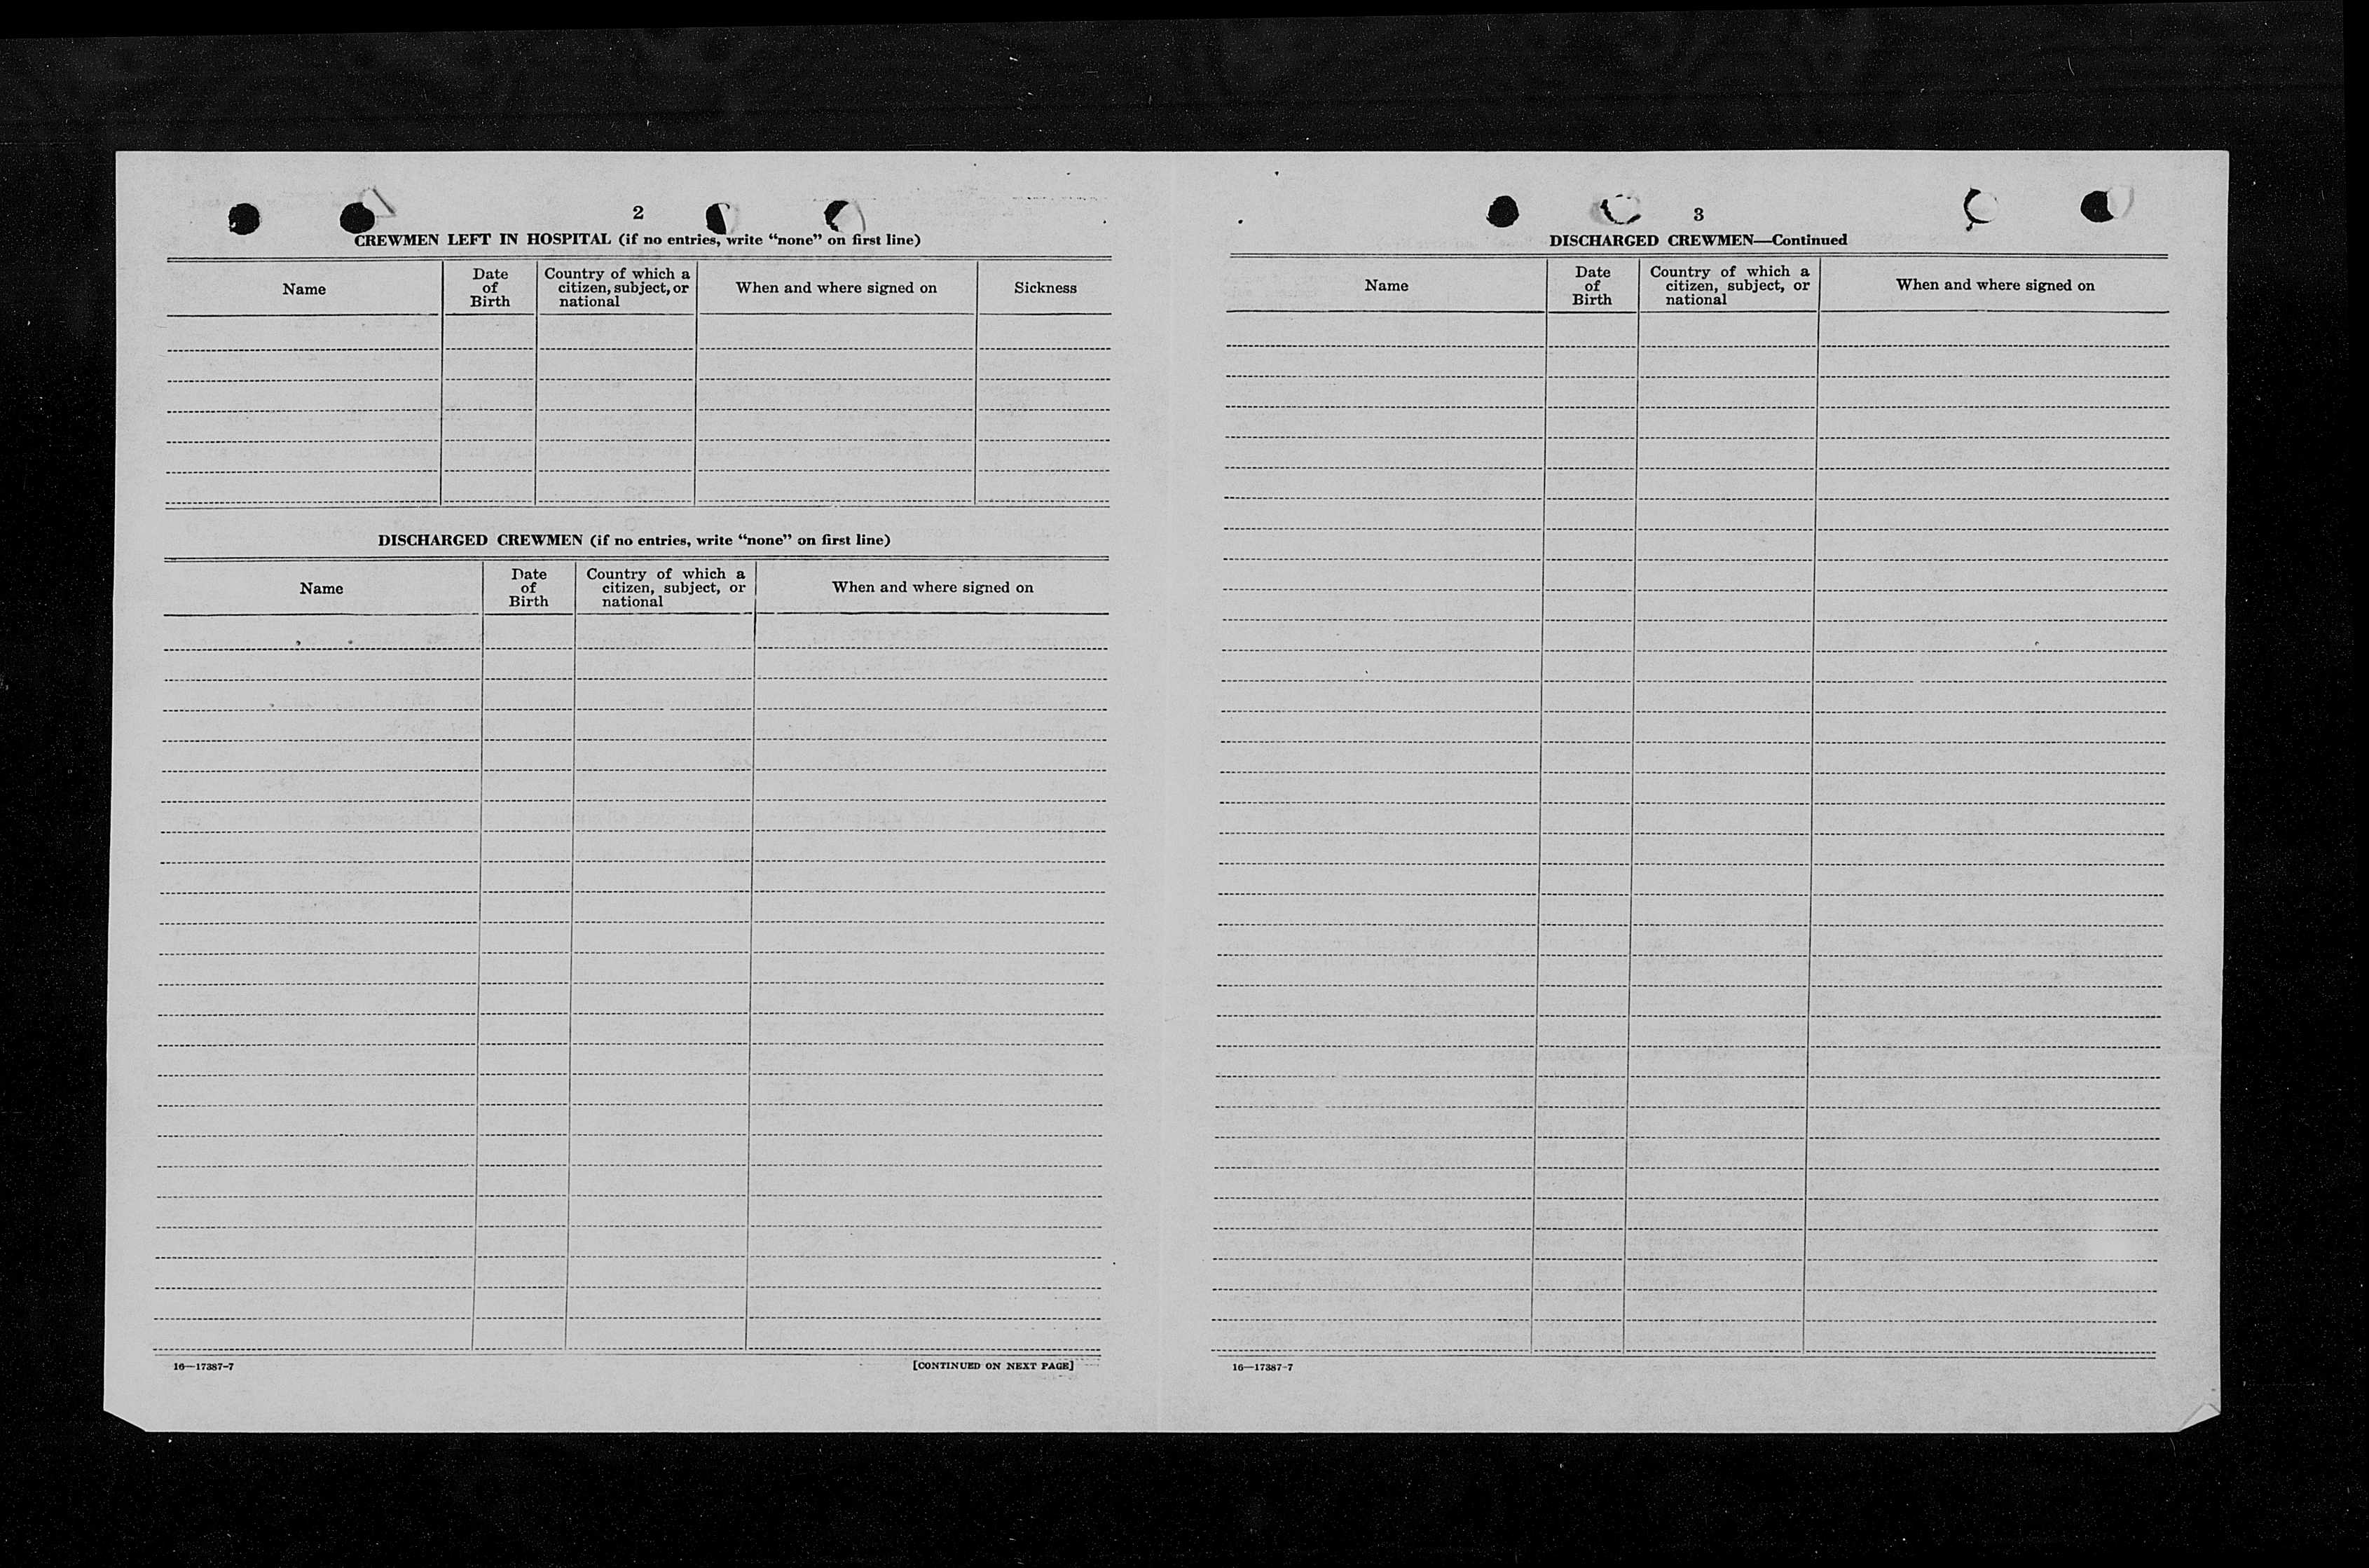 2
CREWMEN LEFT IN HOSPITAL (if no entries, write “none” on first line)
Name
Date of Birth
Country of which a citizen, subject, or national
When and where signed on
Sickness
DISCHARGED CREWMEN (if no entries, write “none” on first line)
Name
Date of Birth
Country of which a citizen, subject, or national
When and where signed on
16—17387-7
[CONTINUED ON NEXT PAGE]
3
DISCHARGED CREWMEN—Continued
Name
Date of Birth
Country of which a citizen, subject, or national
When and where signed on
16—17387-7